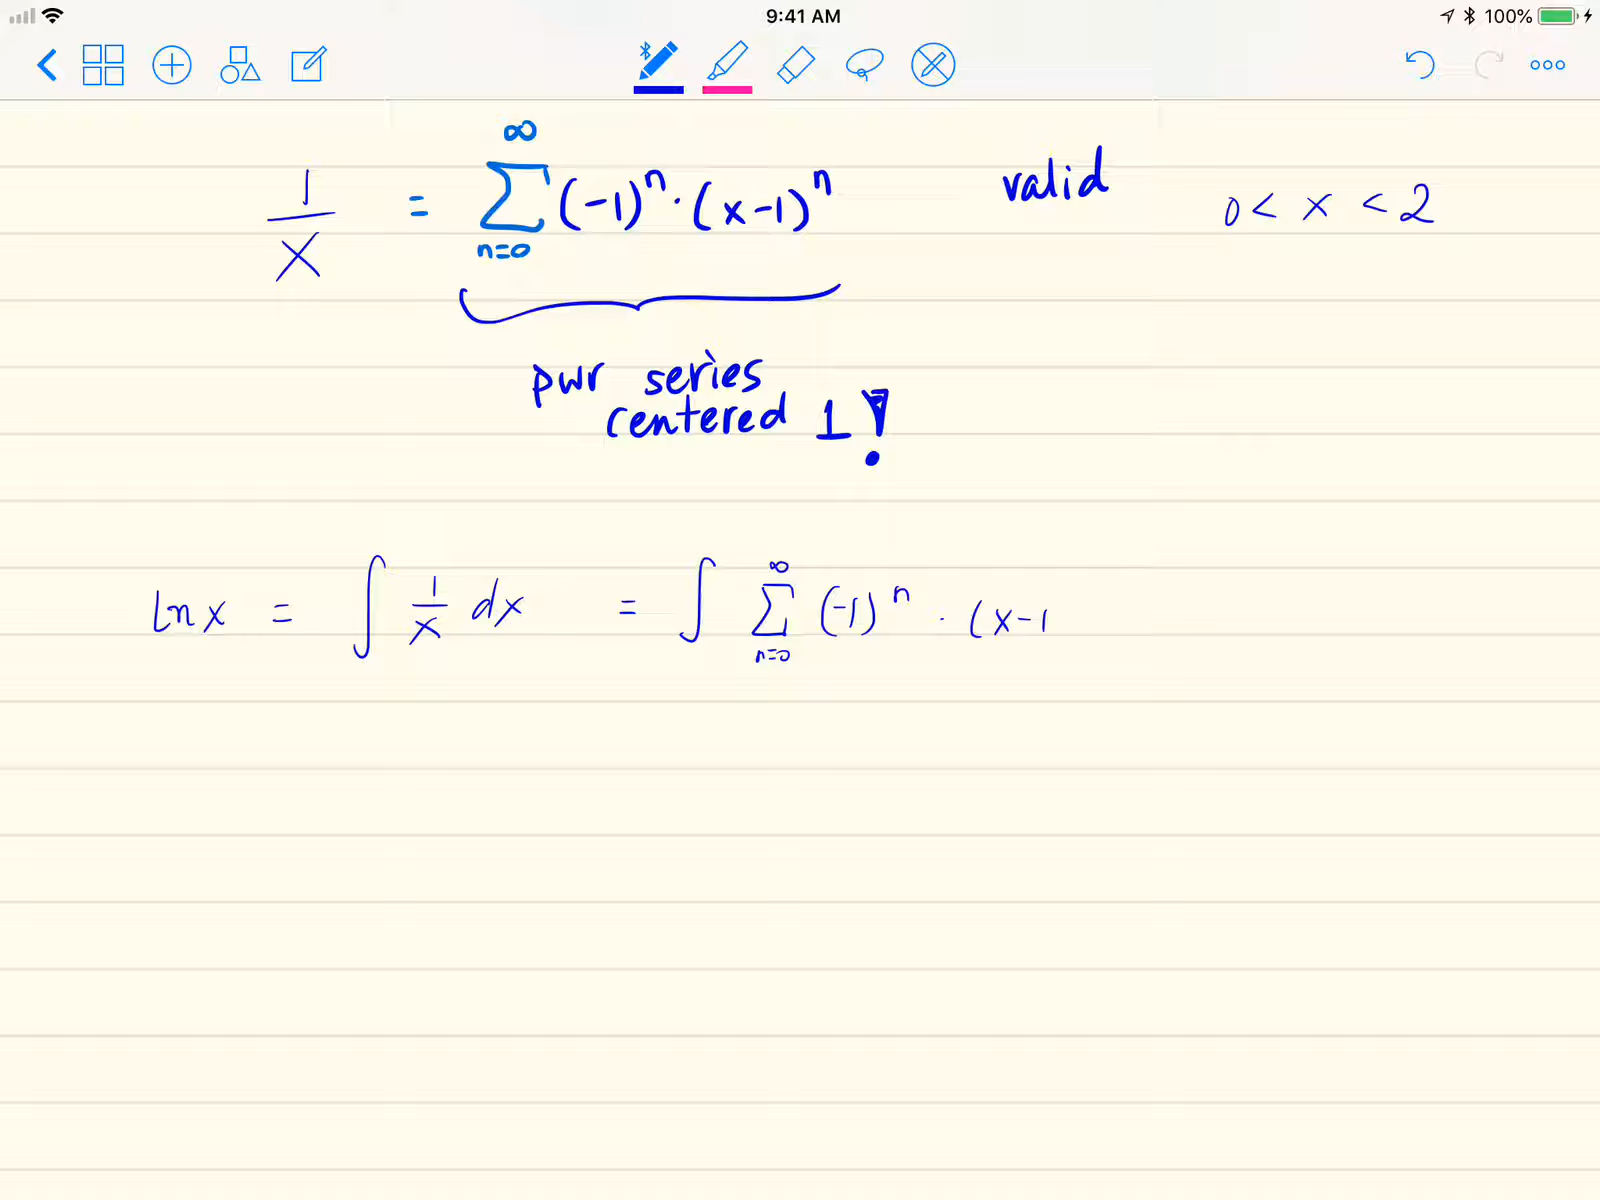 9:41 AM
100%
∞
1/x = Σ (-1)^n · (x-1)^n valid 0 < x < 2
n=0
pwr series
centered 1!
ln x = ∫ 1/x dx = ∫ Σ (-1)^n · (x-1
∞
n=0